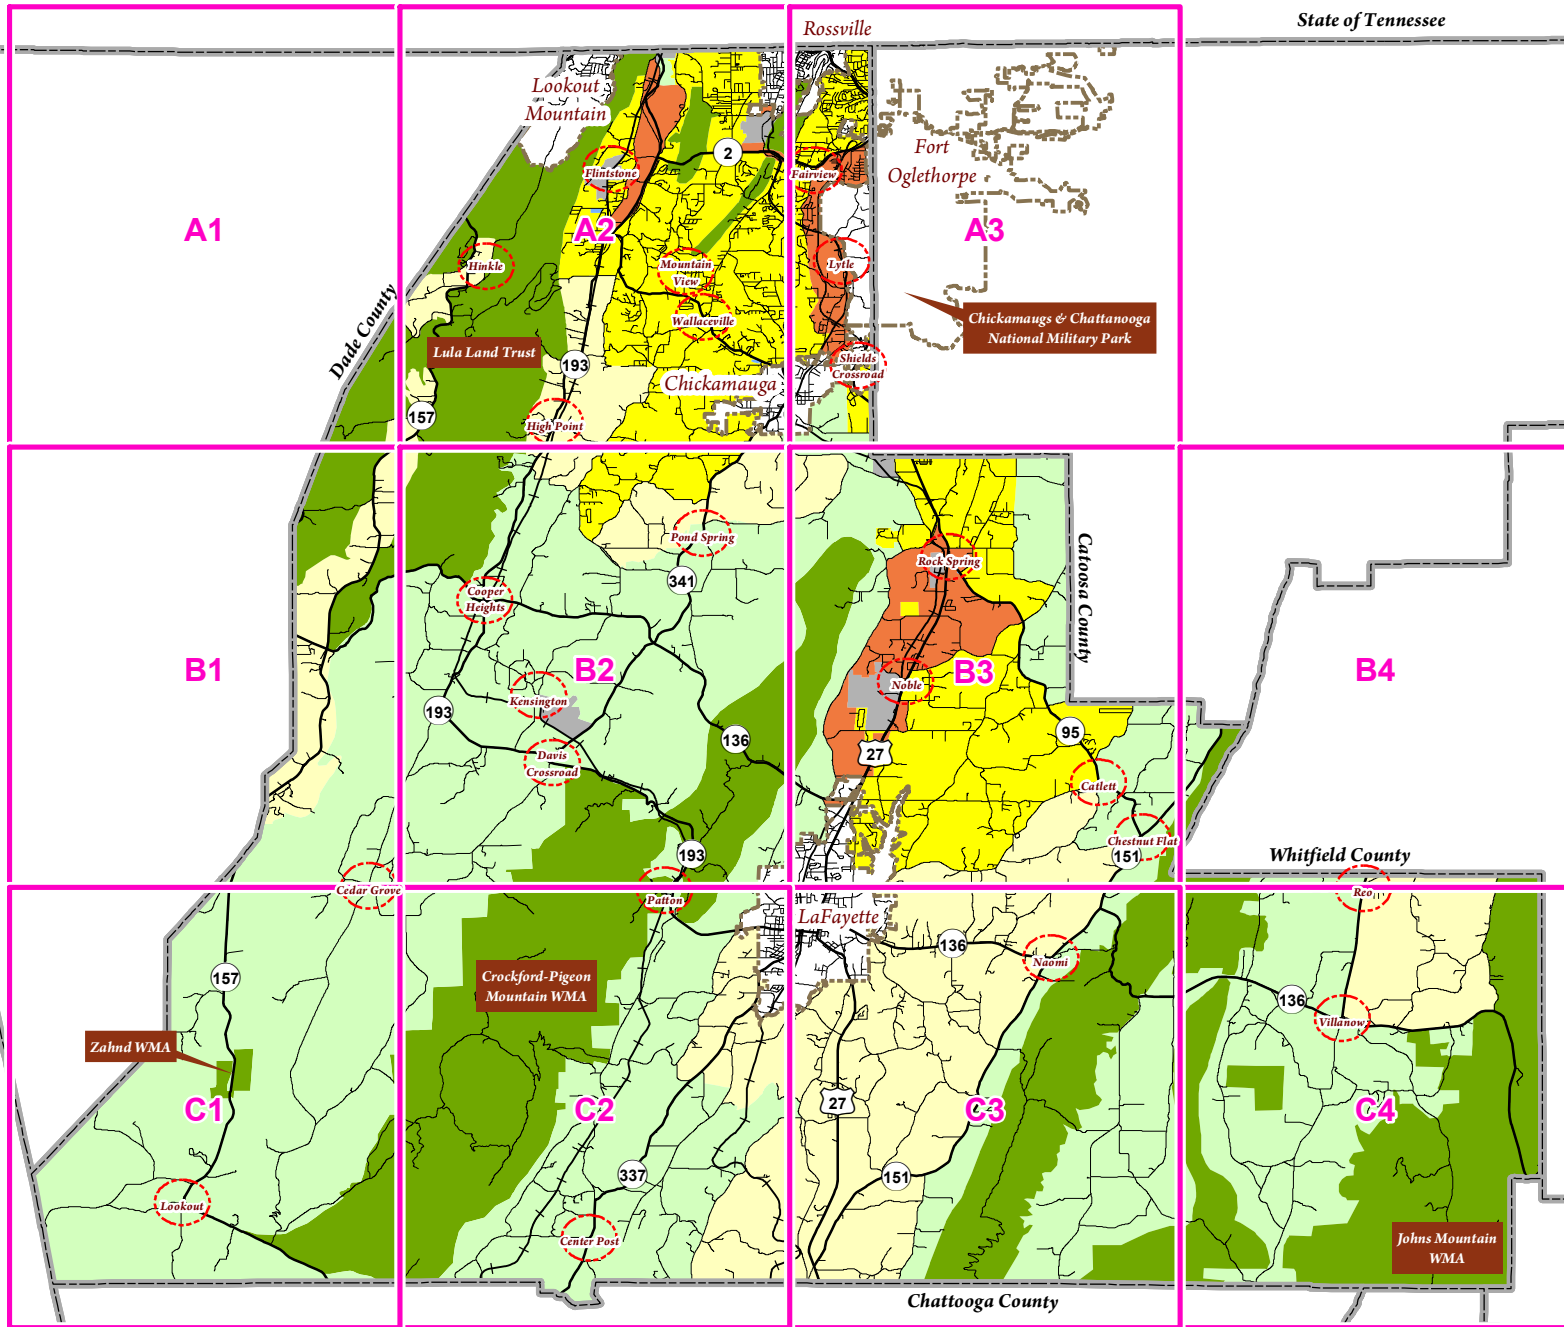 State of Tennessee
Rossville
Lookout
Mountain
Fort
Oglethorpe
2
Flintstone
Fairview
A1
A2
A3
Hinkle
Mountain
View
Lytle
Wallaceville
Chickamaugs & Chattanooga
National Military Park
Dade County
Lula Land Trust
193
Shields
Crossroad
Chickamauga
157
High Point
Pond Spring
Rock Spring
Catoosa County
341
Cooper
Heights
B1
B2
B3
B4
Noble
Kensington
193
136
95
27
Davis
Crossroad
Catlett
Chestnut Flat
193
151
Whitfield County
Cedar Grove
Patton
Reo
LaFayette
136
Naomi
157
Crockford-Pigeon
Mountain WMA
136
Villanow
Zahnd WMA
27
C1
C2
C3
C4
337
151
Lookout
Center Post
Johns Mountain
WMA
Chattooga County